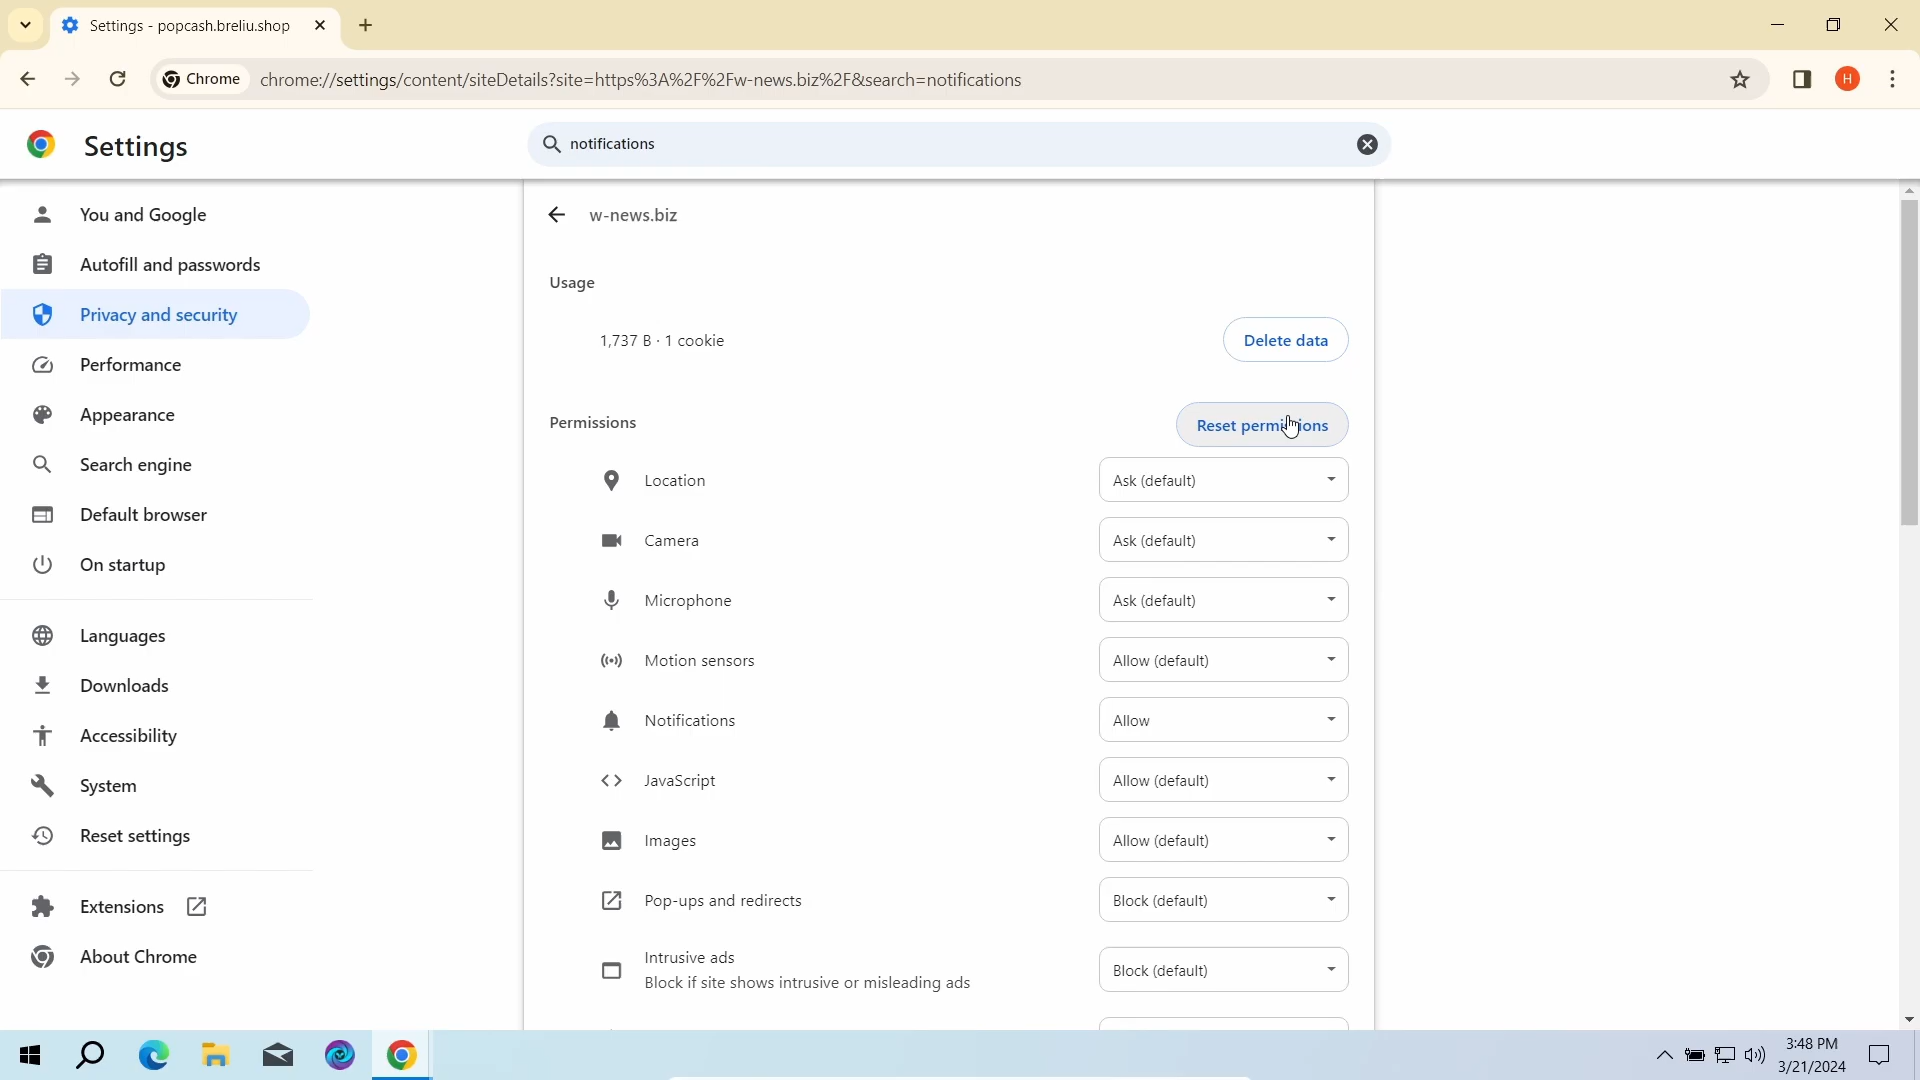 Settings - popcash.breliu.shop
Chrome
chrome://settings/content/siteDetails?site=https%3A%2F%2Fw-news.biz%2F&search=notifications
H
Settings
notifications
You and Google
Autofill and passwords
Privacy and security
Performance
Appearance
Search engine
Default browser
On startup
Languages
Downloads
Accessibility
System
Reset settings
Extensions
About Chrome
w-news.biz
Usage
1,737 B · 1 cookie
Delete data
Permissions
Reset permissions
Location
Ask (default)
Camera
Ask (default)
Microphone
Ask (default)
Motion sensors
Allow (default)
Notifications
Allow
JavaScript
Allow (default)
Images
Allow (default)
Pop-ups and redirects
Block (default)
Intrusive ads
Block if site shows intrusive or misleading ads
Block (default)
3:48 PM
3/21/2024